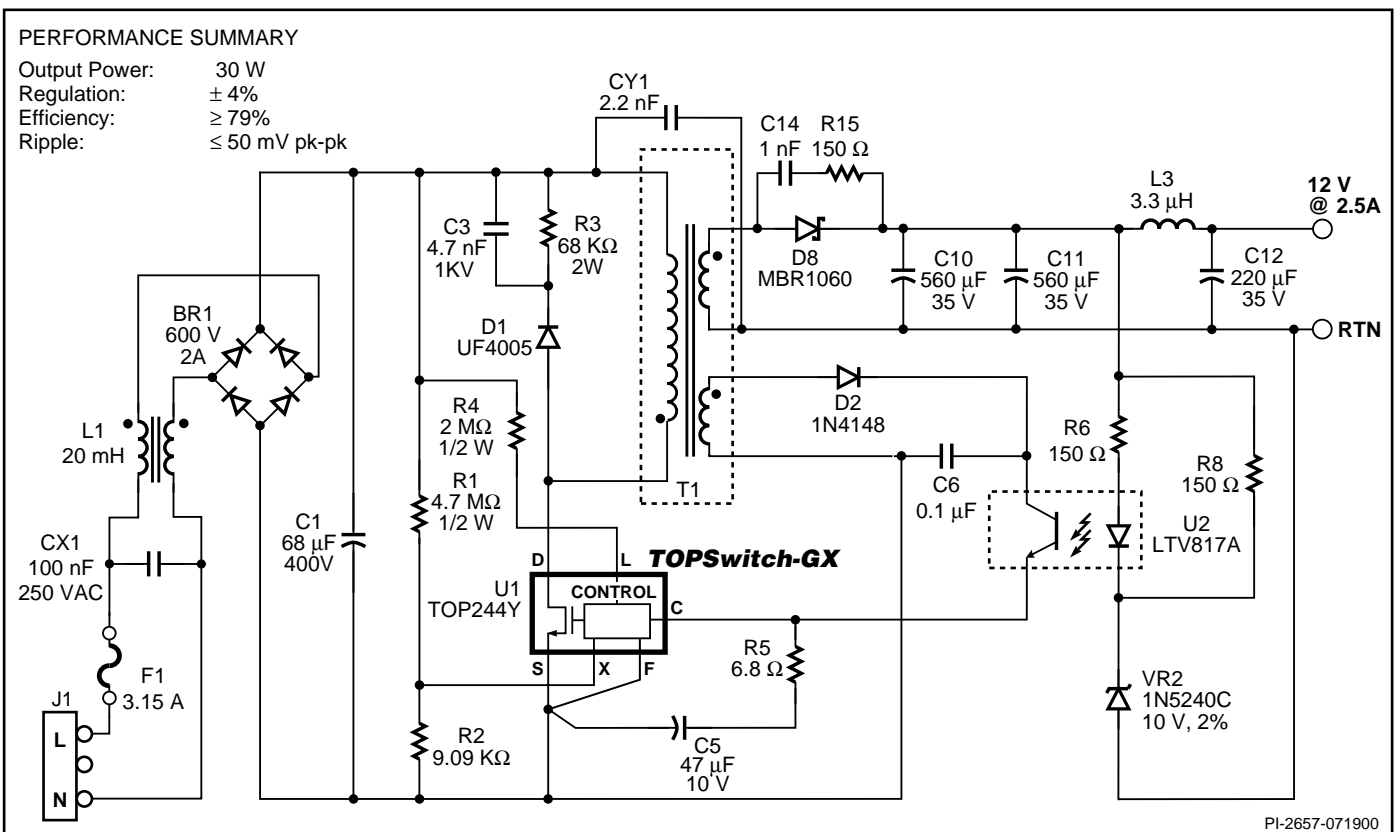 PERFORMANCE SUMMARY
Output Power: 30 W
Regulation: ± 4%
Efficiency: ≥ 79%
Ripple: ≤ 50 mV pk-pk
CY1
2.2 nF
C14
1 nF
R15
150 Ω
L3
3.3 µH
12 V
@ 2.5A
C3
4.7 nF
1KV
R3
68 KΩ
2W
D8
MBR1060
C10
560 µF
35 V
C11
560 µF
35 V
C12
220 µF
35 V
RTN
BR1
600 V
2A
D1
UF4005
D2
1N4148
L1
20 mH
R4
2 MΩ
1/2 W
R1
4.7 MΩ
1/2 W
T1
C6
0.1 µF
R6
150 Ω
R8
150 Ω
U2
LTV817A
C1
68 µF
400V
CX1
100 nF
250 VAC
TOPSwitch-GX
D
L
U1
TOP244Y
CONTROL
C
S
X
F
R5
6.8 Ω
F1
3.15 A
J1
L
N
R2
9.09 KΩ
C5
47 µF
10 V
VR2
1N5240C
10 V, 2%
PI-2657-071900